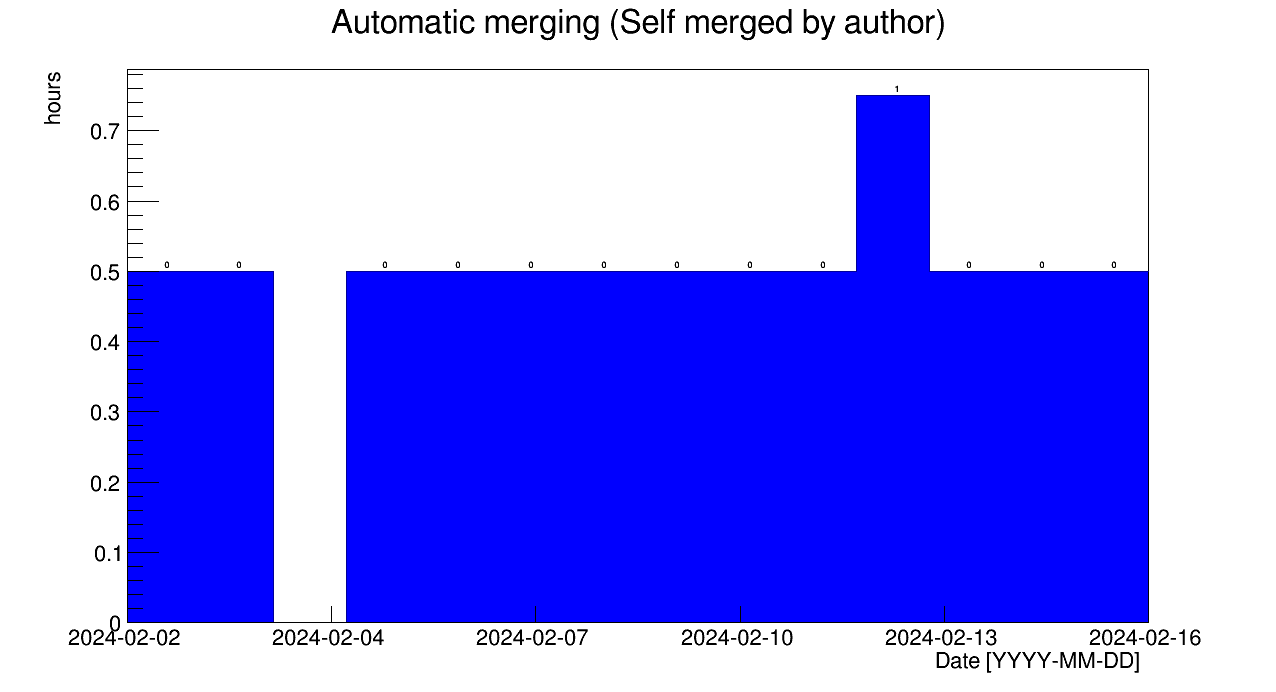 Automatic merging (Self merged by author)
hours
1
0.7
0.6
0 0 0 0 0 0 0 0 0 0 0 0
0.5
0.4
0.3
0.2
0.1
0
2024-02-02 2024-02-04 2024-02-07 2024-02-10 2024-02-13 2024-02-16
Date [YYYY-MM-DD]